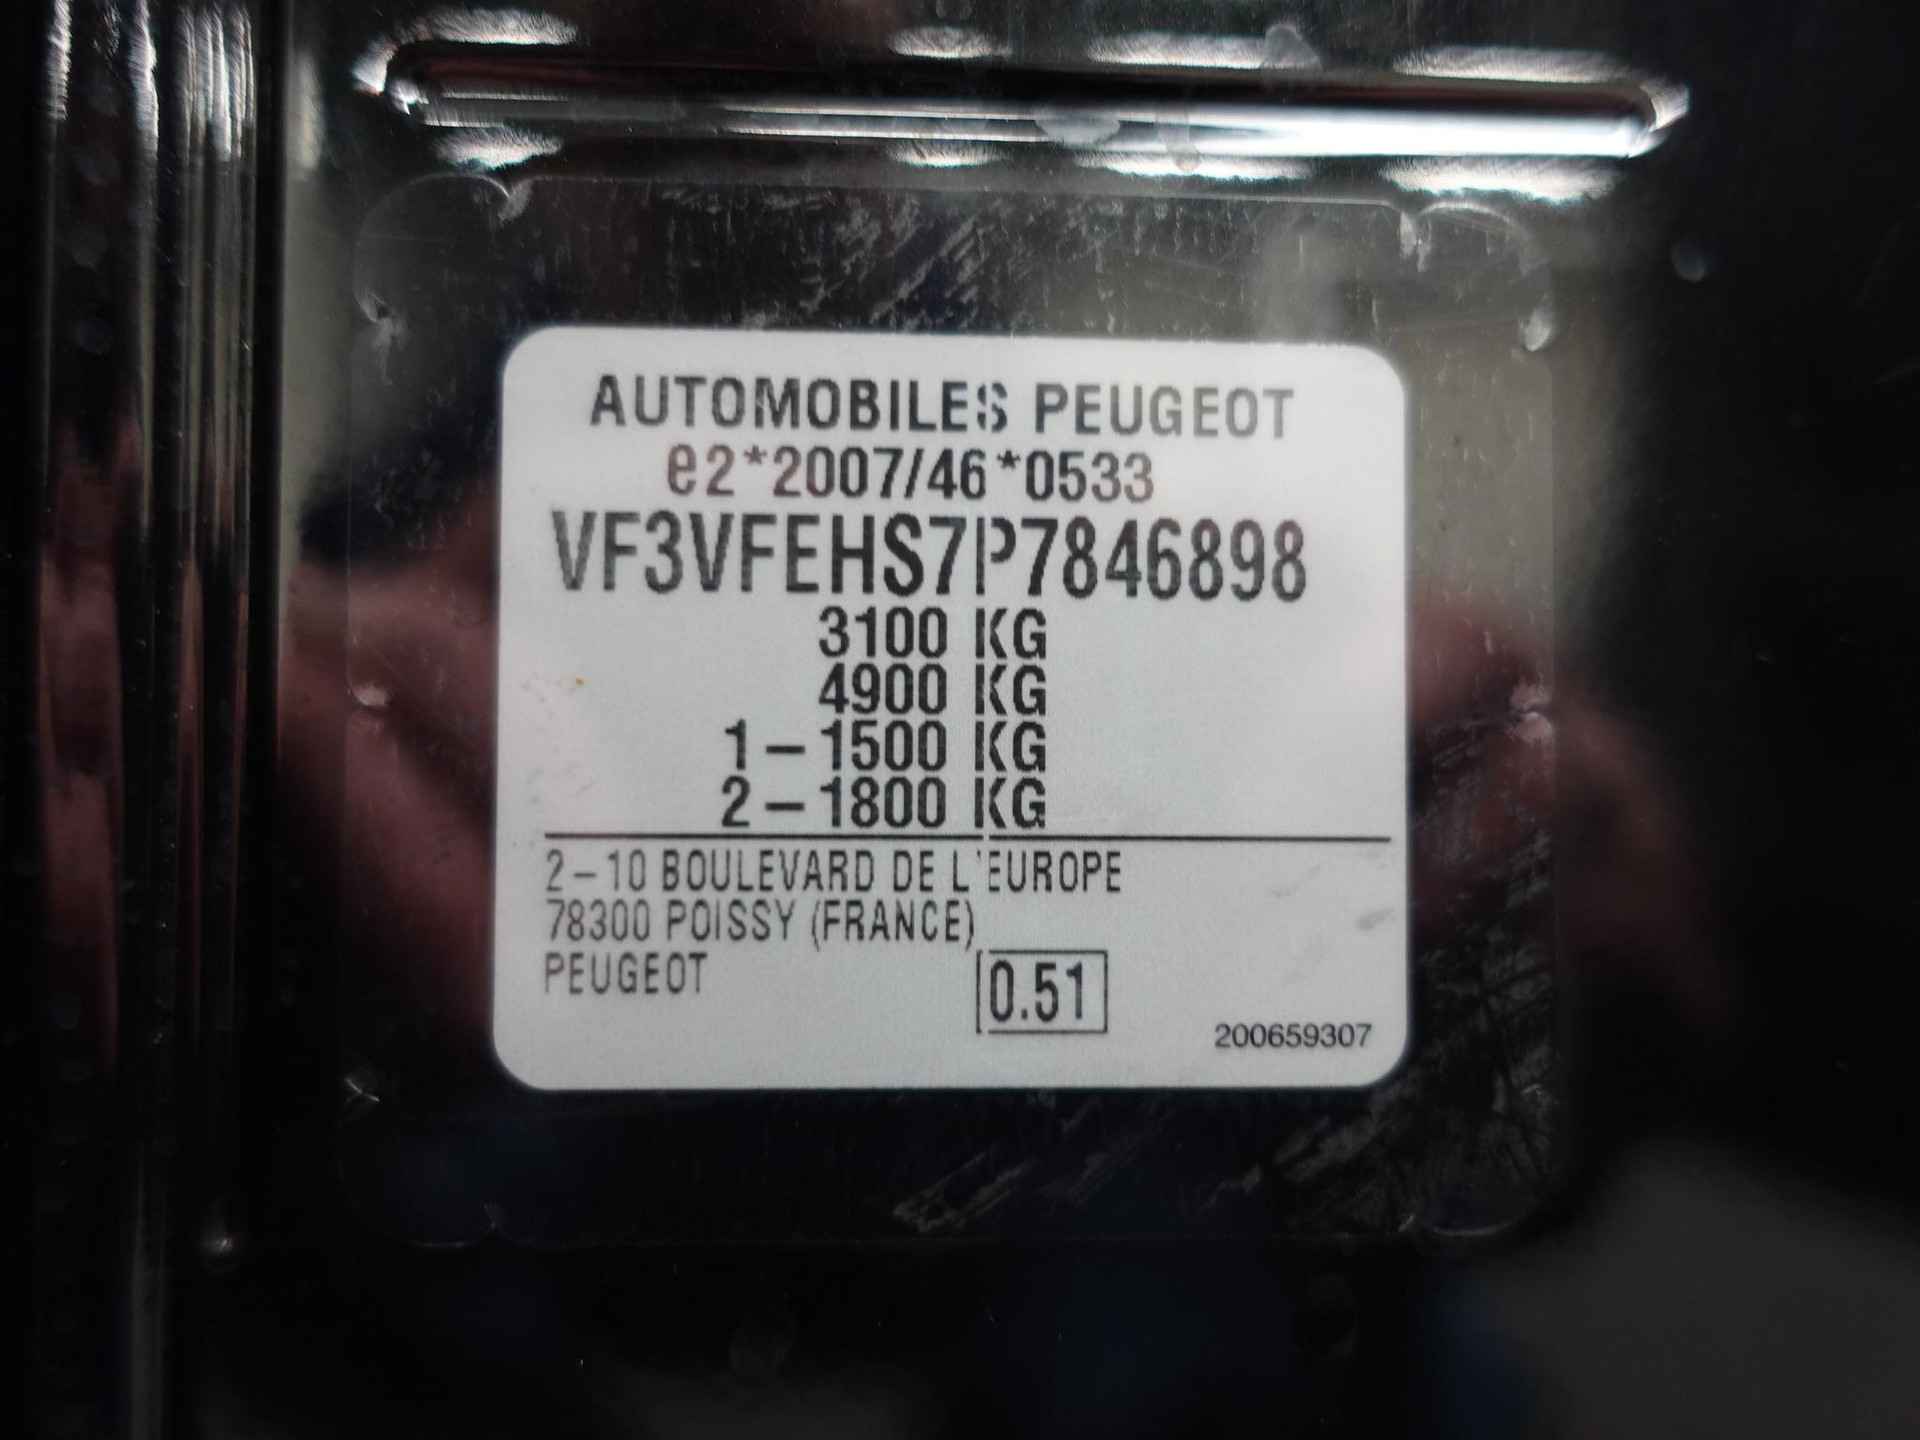 AUTOMOBILES PEUGEOT
e2*2007/46*0533
VF3VFEHS7P7846898
3100 KG
4900 KG
1-1500 KG
2-1800 KG
2-10 BOULEVARD DE L'EUROPE
78300 POISSY (FRANCE)
PEUGEOT
0.51
200659307